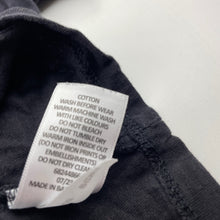 COTTON
WASH BEFORE WEAR
WARM MACHINE WASH
WITH LIKE COLOURS
DO NOT BLEACH
DO NOT TUMBLE DRY
WARM IRON INSIDE OUT
(DO NOT IRON PRINTS OR
EMBELLISHMENTS)
DO NOT DRY CLEAN
MADE IN